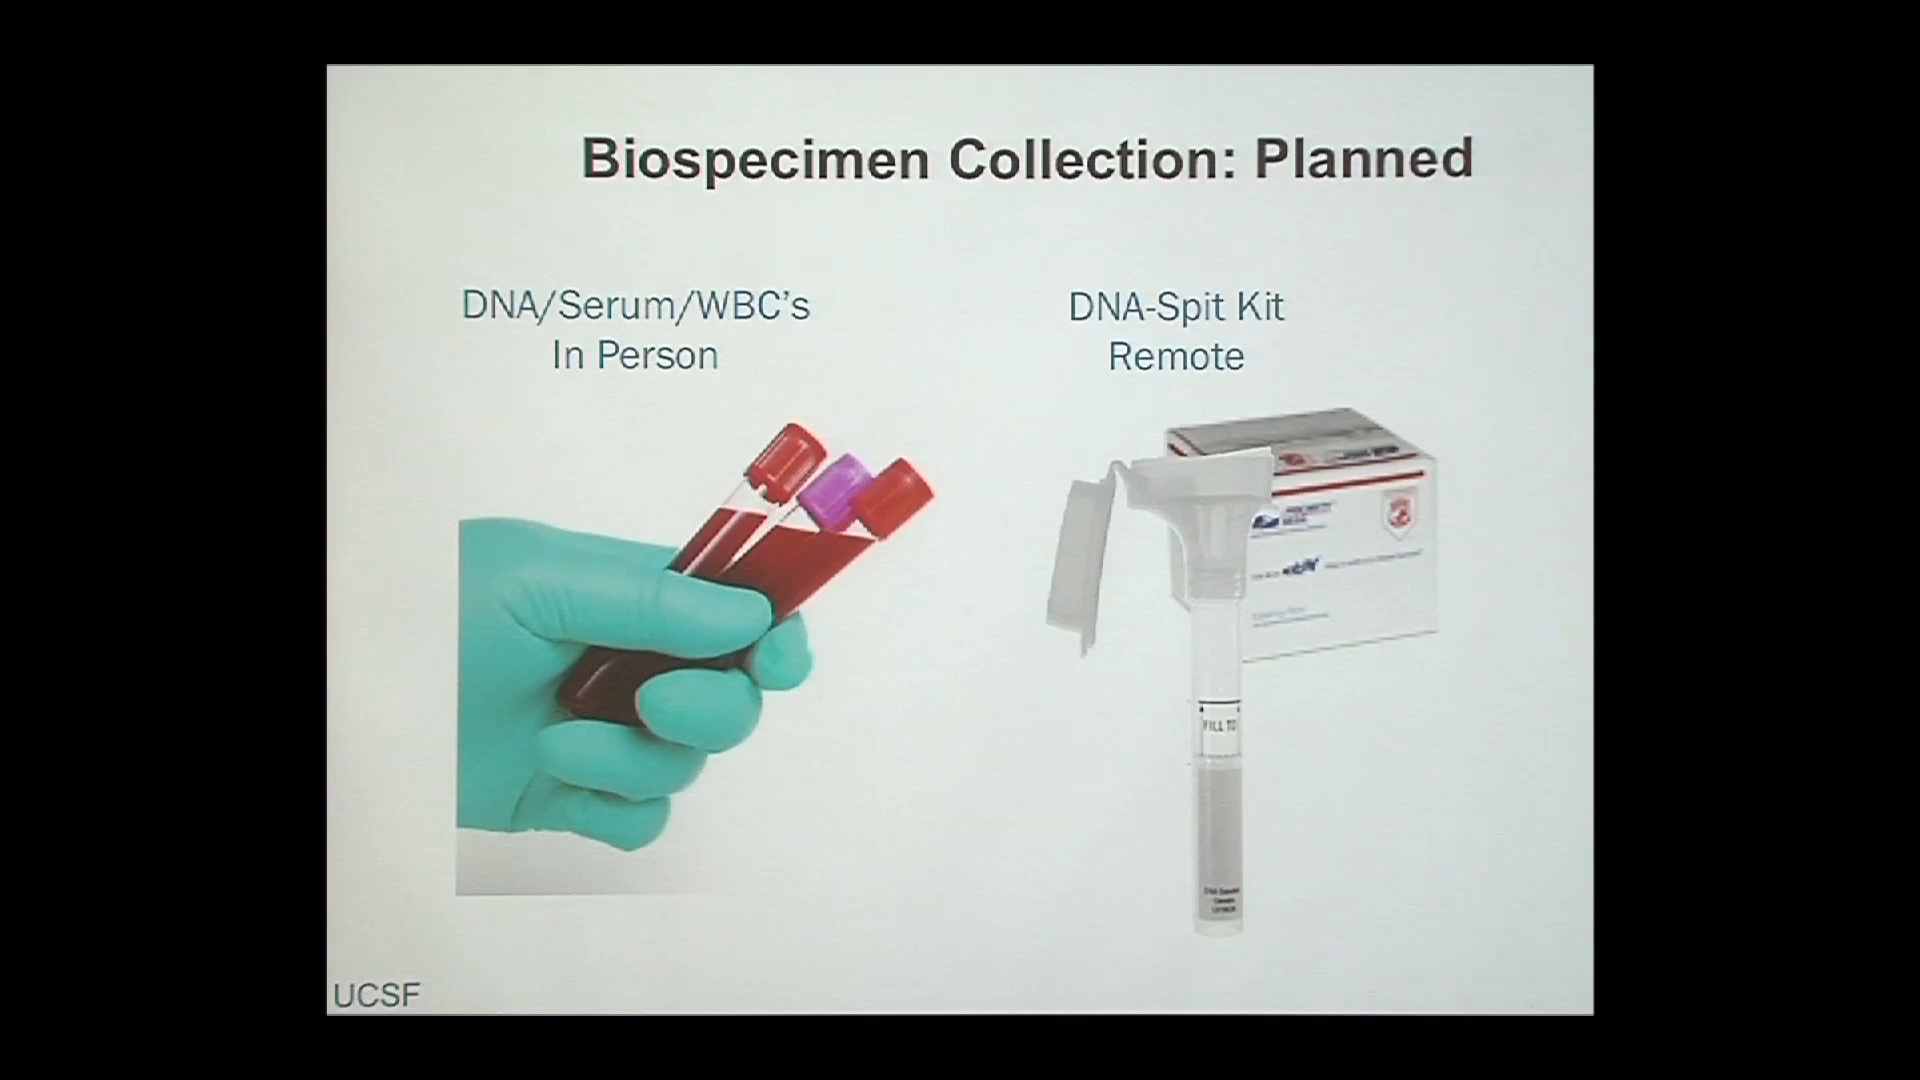 Biospecimen Collection: Planned
DNA/Serum/WBC's
In Person
DNA-Spit Kit
Remote
FILL TO
UCSF